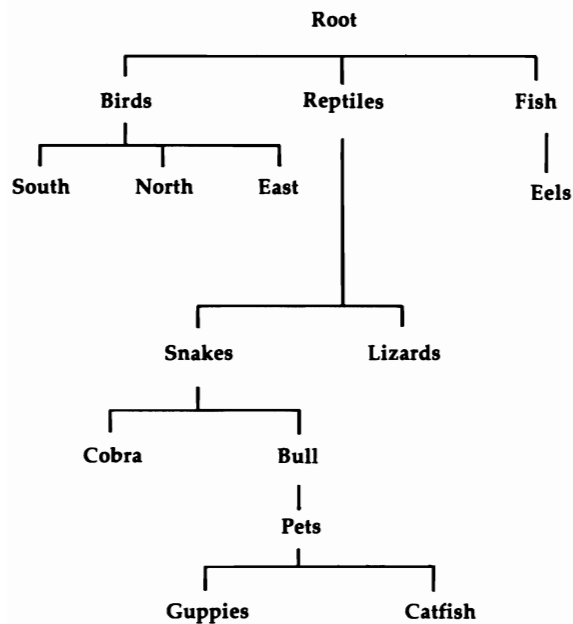 Root
Birds Reptiles Fish
South North East Eels
Snakes Lizards
Cobra Bull
Pets
Guppies Catfish